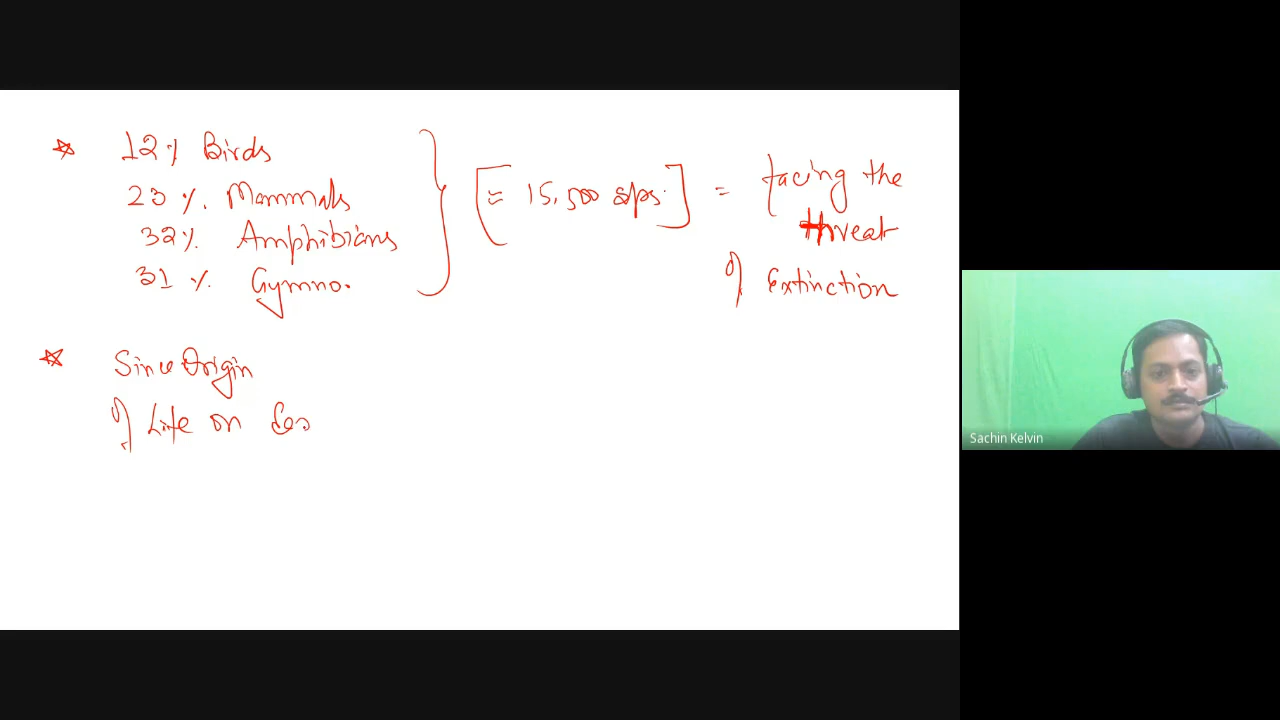 ☆ 12% Birds
23 %. Mammals
32% Amphibians
31 %. Gymno.
[≈ 15,500 sps.] = facing the
threat
of Extinction
☆ Since Origin
of Life on
Sachin Kelvin